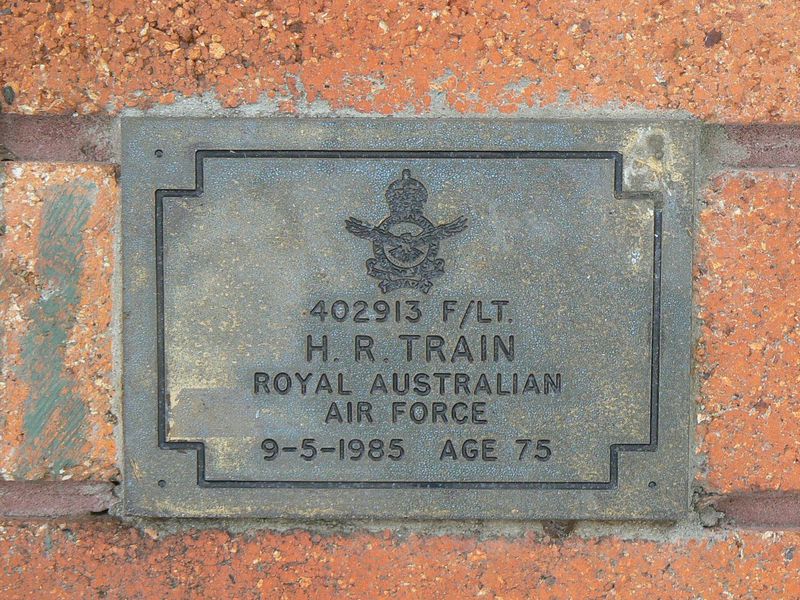 402913 F/LT.
H. R. TRAIN
ROYAL AUSTRALIAN
AIR FORCE
9-5-1985 AGE 75